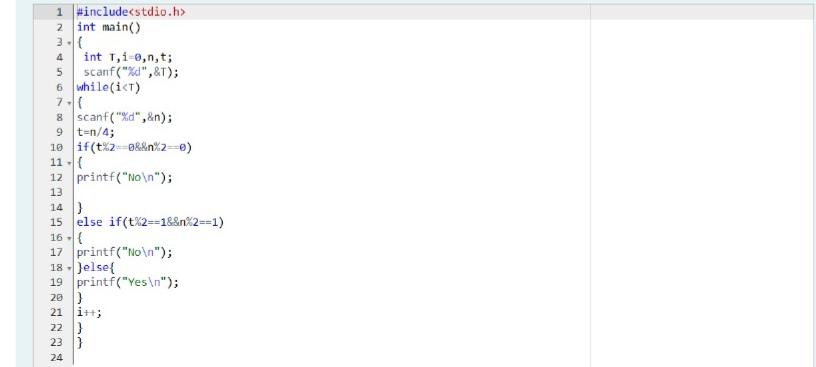 1 #include<stdio.h>
2 int main()
3 {
4 int T,i=0,n,t;
5 scanf("%d",&T);
6 while(i<T)
7 {
8 scanf("%d",&n);
9 t=n/4;
10 if(t%2==0&&n%2==0)
11 {
12 printf("No\n");
13
14 }
15 else if(t%2==1&&n%2==1)
16 {
17 printf("No\n");
18 }else{
19 printf("Yes\n");
20 }
21 i++;
22 }
23 }
24